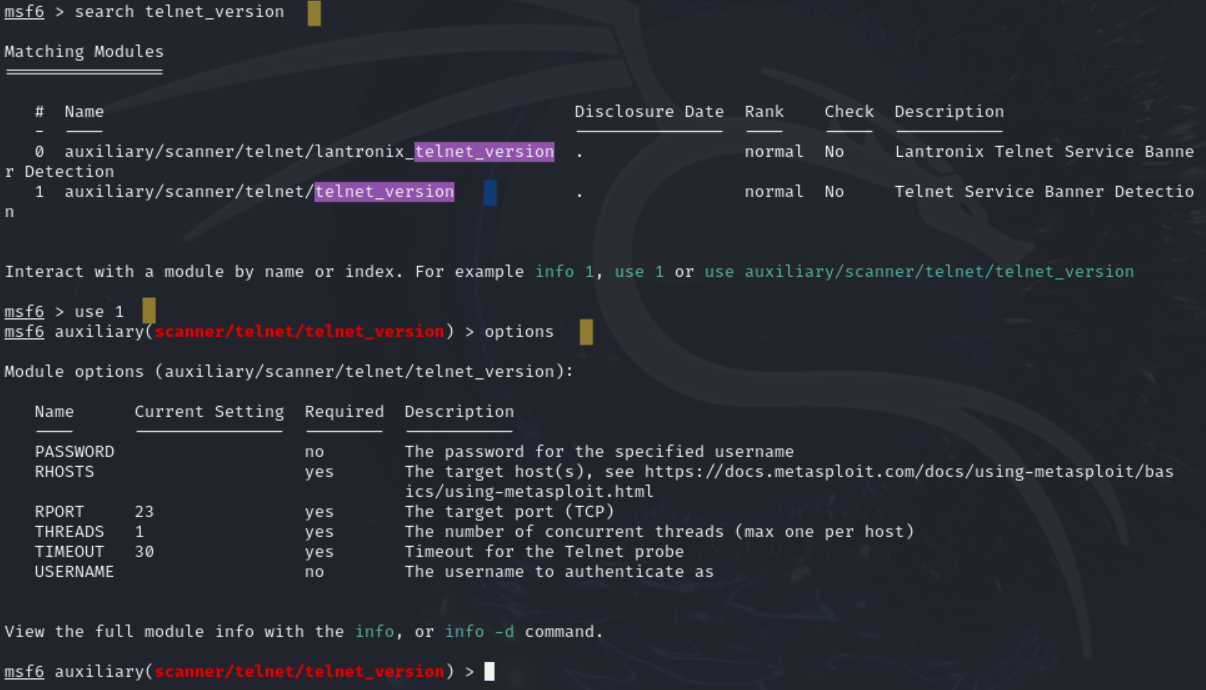 msf6 > search telnet_version
Matching Modules
================
#  Name                                               Disclosure Date  Rank    Check  Description
-  ----                                               ---------------  ----    -----  -----------
0  auxiliary/scanner/telnet/lantronix_telnet_version  .                normal  No     Lantronix Telnet Service Banne
r Detection
1  auxiliary/scanner/telnet/telnet_version            .                normal  No     Telnet Service Banner Detectio
n
Interact with a module by name or index. For example info 1, use 1 or use auxiliary/scanner/telnet/telnet_version
msf6 > use 1
msf6 auxiliary(scanner/telnet/telnet_version) > options
Module options (auxiliary/scanner/telnet/telnet_version):
Name      Current Setting  Required  Description
----      ---------------  --------  -----------
PASSWORD                   no        The password for the specified username
RHOSTS                     yes       The target host(s), see https://docs.metasploit.com/docs/using-metasploit/bas
ics/using-metasploit.html
RPORT     23               yes       The target port (TCP)
THREADS   1                yes       The number of concurrent threads (max one per host)
TIMEOUT   30               yes       Timeout for the Telnet probe
USERNAME                   no        The username to authenticate as
View the full module info with the info, or info -d command.
msf6 auxiliary(scanner/telnet/telnet_version) >